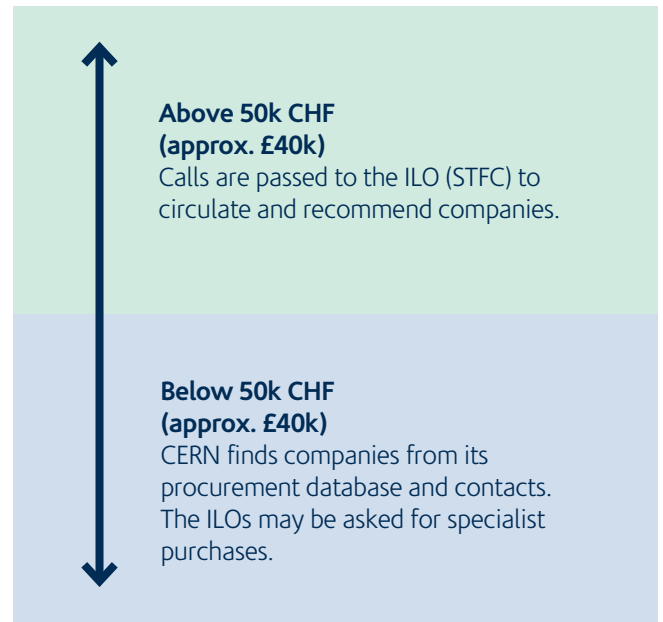 Above 50k CHF
(approx. £40k)
Calls are passed to the ILO (STFC) to
circulate and recommend companies.
Below 50k CHF
(approx. £40k)
CERN finds companies from its
procurement database and contacts.
The ILOs may be asked for specialist
purchases.